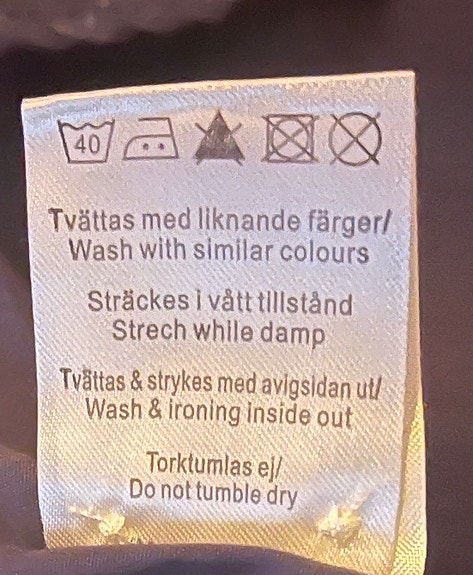 40
Tvättas med liknande färger/
Wash with similar colours
Sträckes i vått tillstånd
Strech while damp
Tvättas & strykes med avigsidan ut/
Wash & ironing inside out
Torktumlas ej/
Do not tumble dry